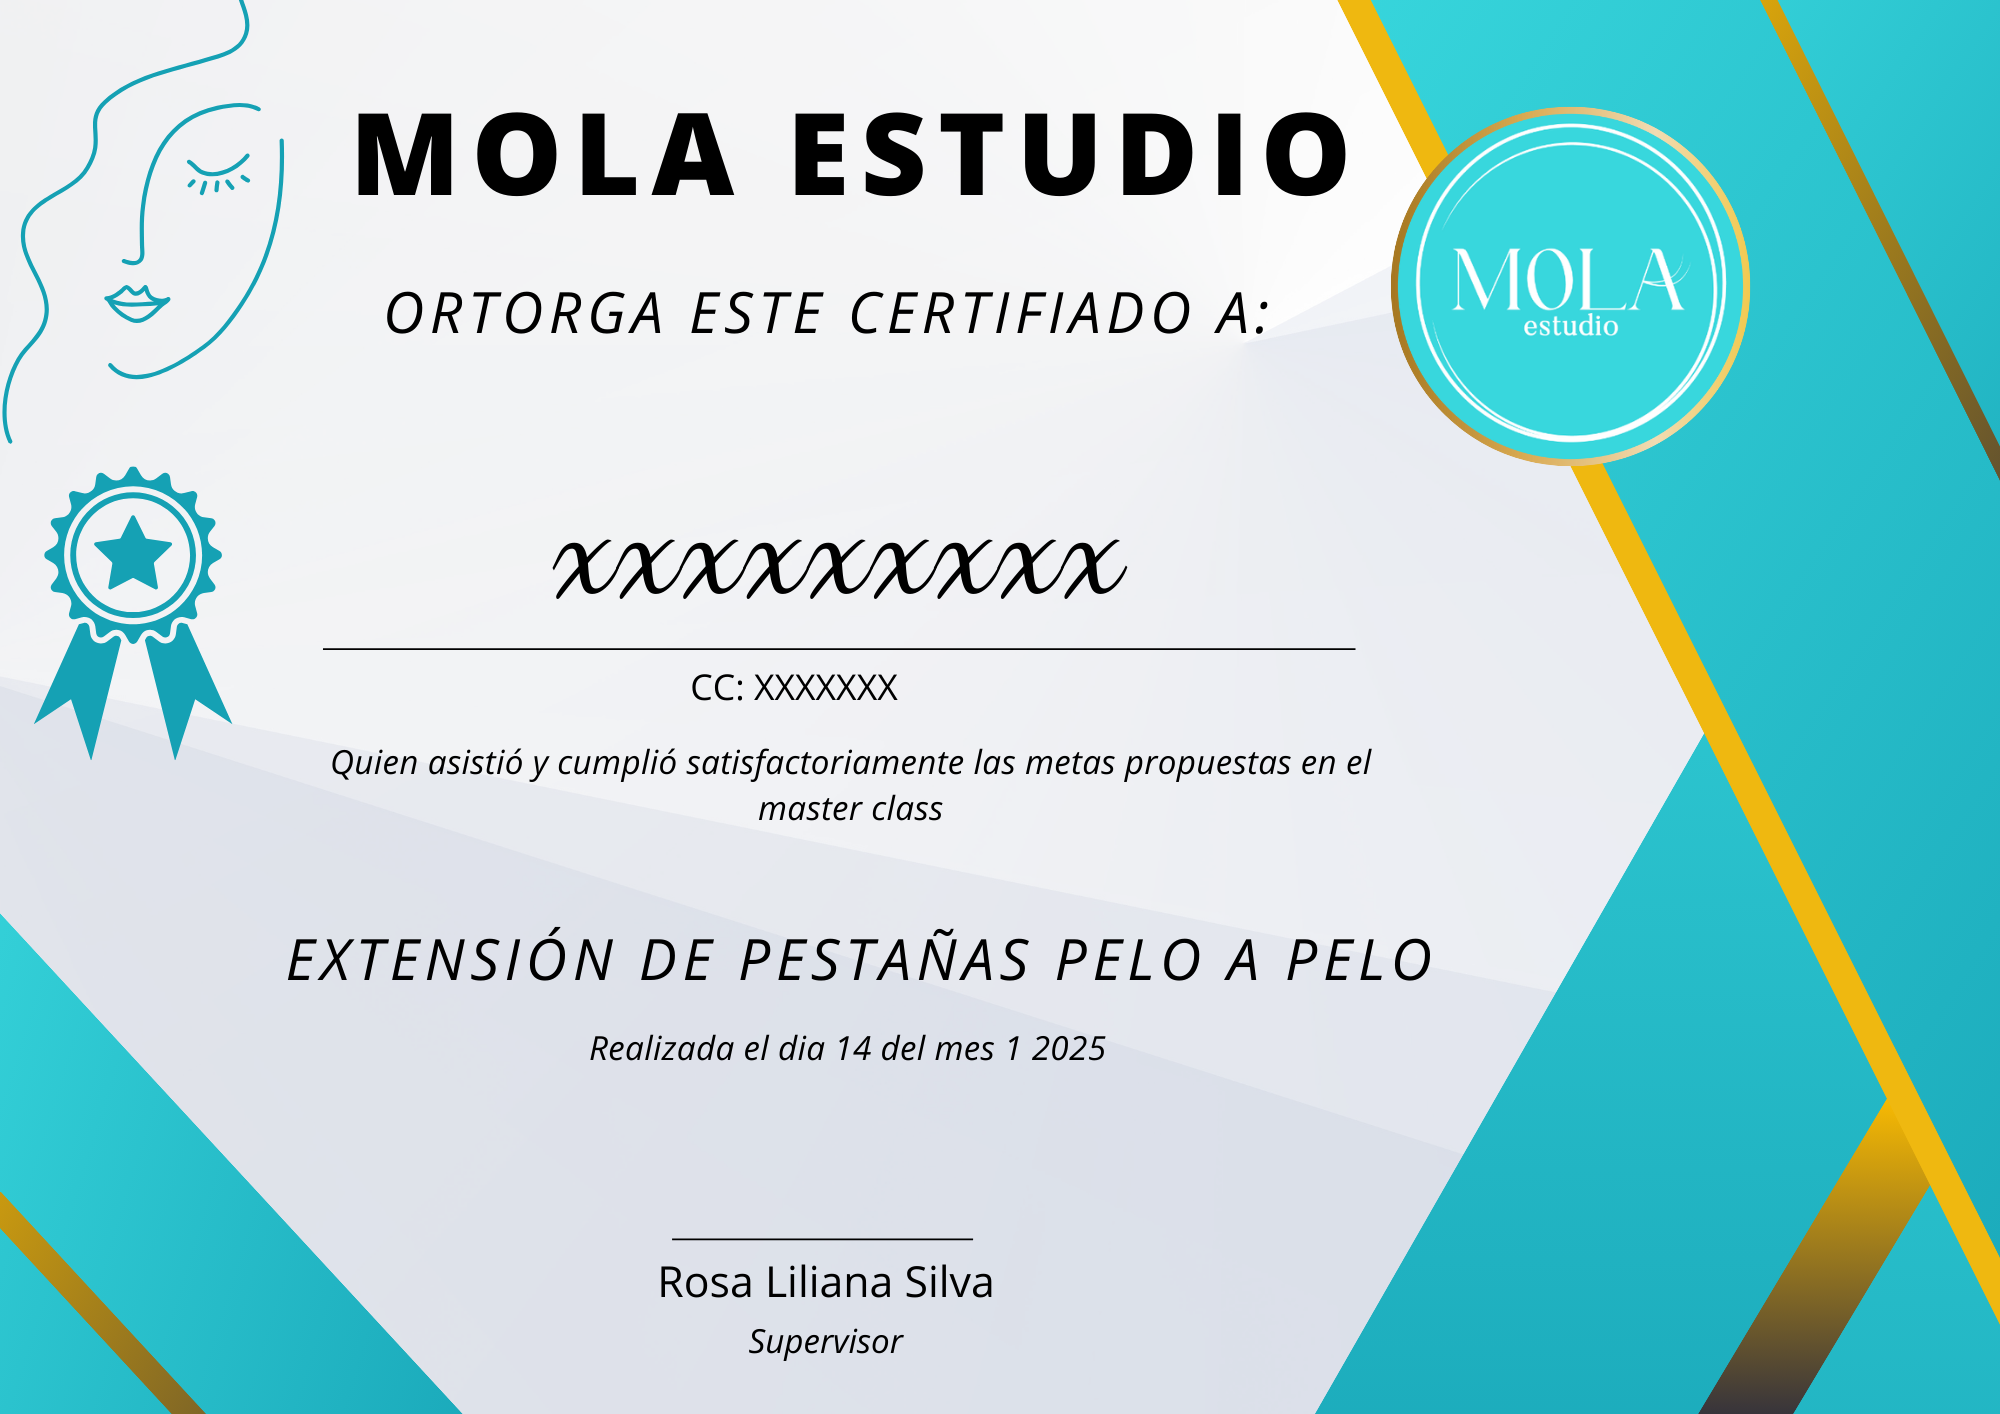 MOLA ESTUDIO
ORTORGA ESTE CERTIFIADO A:
MOLA
estudio
xxxxxxxxx
CC: XXXXXXX
Quien asistió y cumplió satisfactoriamente las metas propuestas en el
master class
EXTENSIÓN DE PESTAÑAS PELO A PELO
Realizada el dia 14 del mes 1 2025
Rosa Liliana Silva
Supervisor